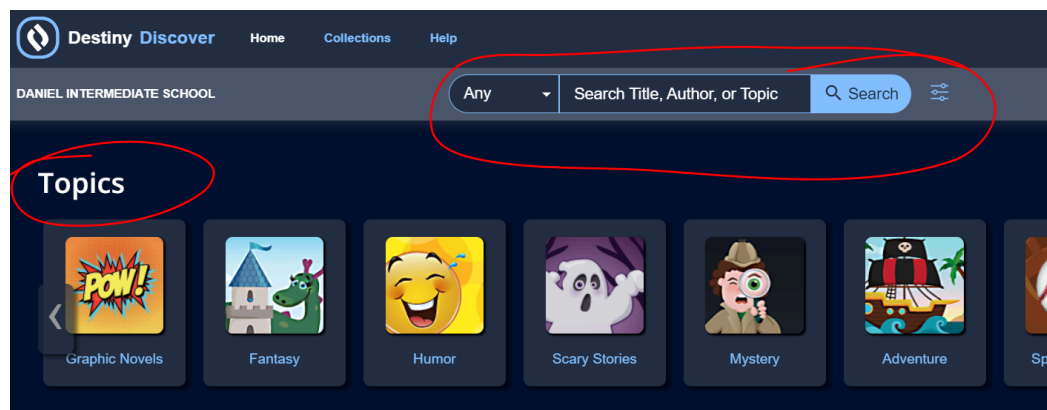 Destiny Discover Home Collections Help
DANIEL INTERMEDIATE SCHOOL Any Search Title, Author, or Topic Search
Topics
POW!
Graphic Novels Fantasy Humor Scary Stories Mystery Adventure Sp